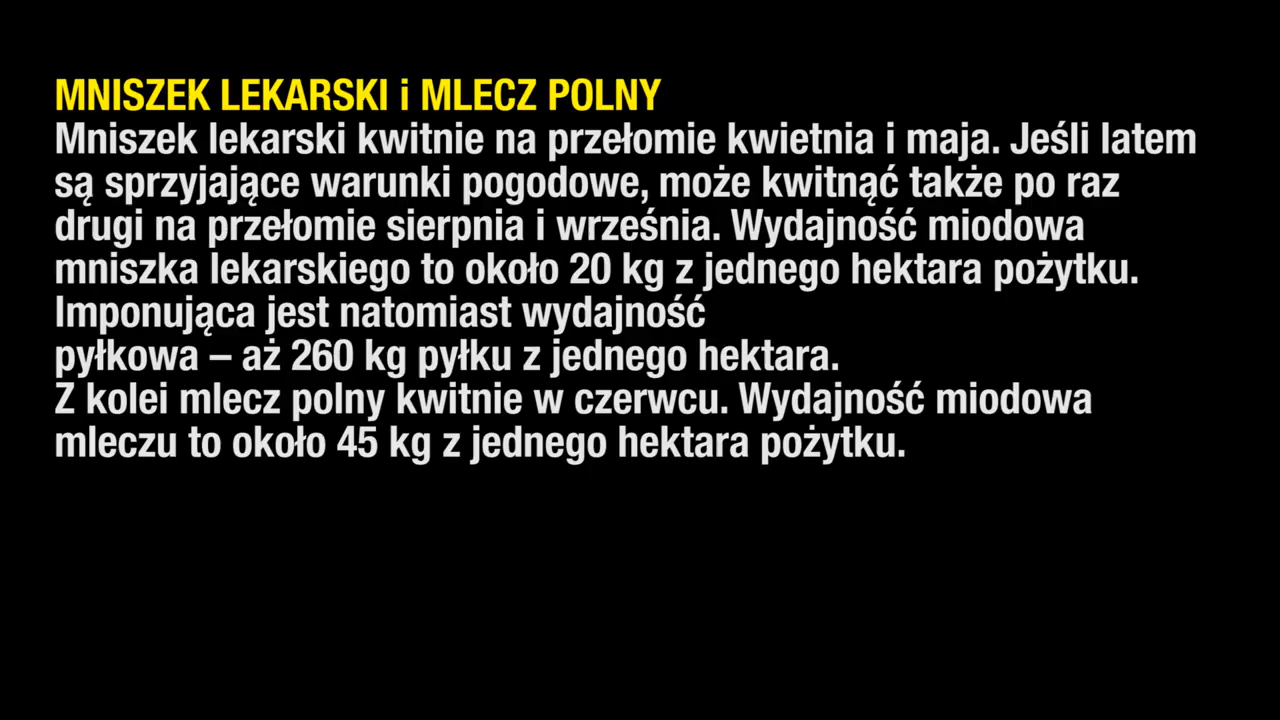 MNISZEK LEKARSKI i MLECZ POLNY
Mniszek lekarski kwitnie na przełomie kwietnia i maja. Jeśli latem
są sprzyjające warunki pogodowe, może kwitnąć także po raz
drugi na przełomie sierpnia i września. Wydajność miodowa
mniszka lekarskiego to około 20 kg z jednego hektara pożytku.
Imponująca jest natomiast wydajność
pyłkowa – aż 260 kg pyłku z jednego hektara.
Z kolei mlecz polny kwitnie w czerwcu. Wydajność miodowa
mleczu to około 45 kg z jednego hektara pożytku.